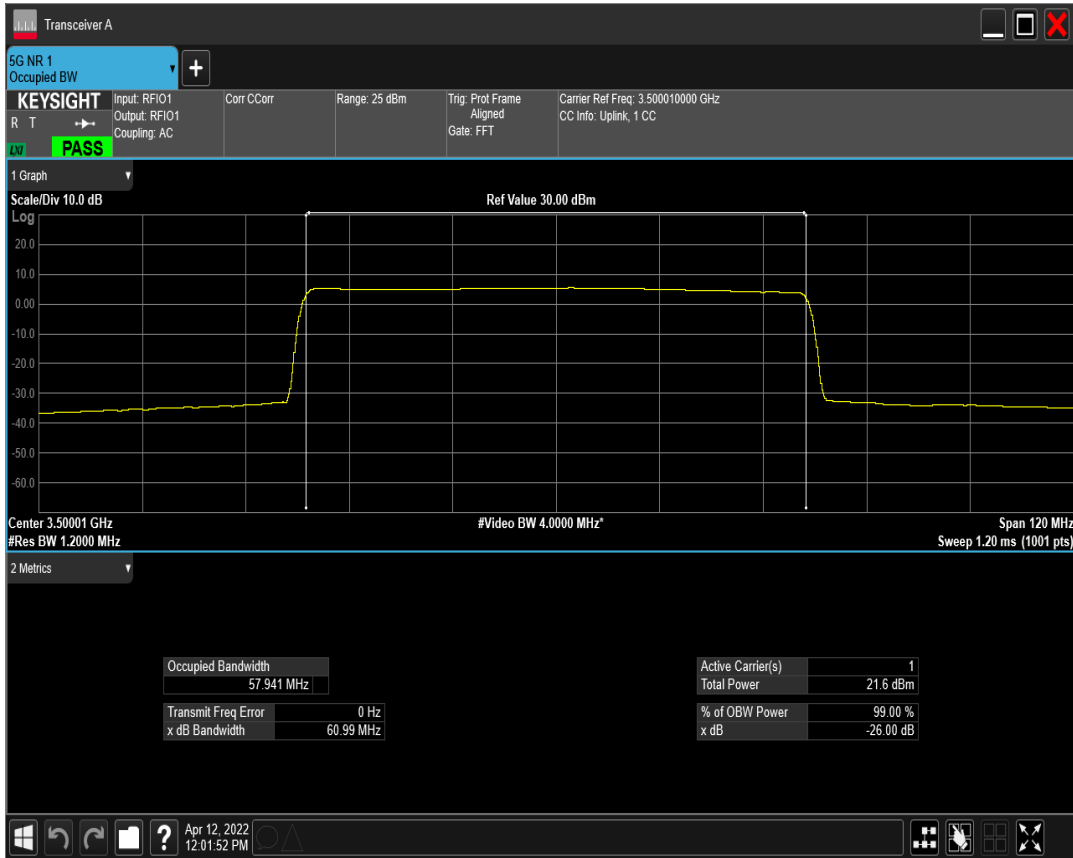 Transceiver A
5G NR 1
Occupied BW
+
KEYSIGHT
R T
LXI
PASS
Input: RFIO1
Output: RFIO1
Coupling: AC
Corr CCorr
Range: 25 dBm
Trig: Prot Frame
Aligned
Gate: FFT
Carrier Ref Freq: 3.500010000 GHz
CC Info: Uplink, 1 CC
1 Graph
Scale/Div 10.0 dB
Ref Value 30.00 dBm
Log
20.0
10.0
0.00
-10.0
-20.0
-30.0
-40.0
-50.0
-60.0
Center 3.50001 GHz
#Video BW 4.0000 MHz*
Span 120 MHz
#Res BW 1.2000 MHz
Sweep 1.20 ms (1001 pts)
2 Metrics
Occupied Bandwidth
57.941 MHz
Transmit Freq Error 0 Hz
x dB Bandwidth 60.99 MHz
Active Carrier(s) 1
Total Power 21.6 dBm
% of OBW Power 99.00 %
x dB -26.00 dB
?
Apr 12, 2022
12:01:52 PM